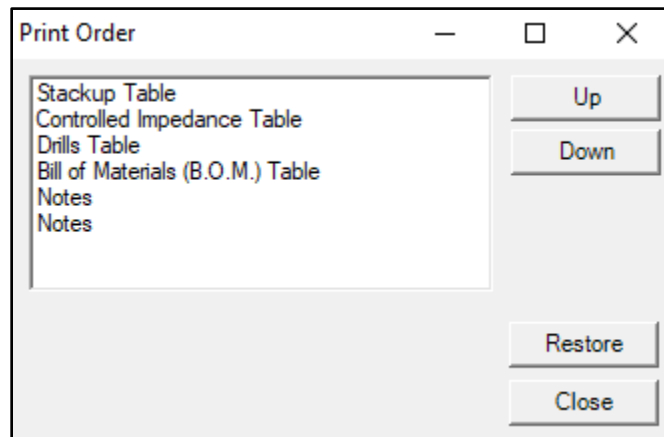 Print Order
Stackup Table
Controlled Impedance Table
Drills Table
Bill of Materials (B.O.M.) Table
Notes
Notes
Up
Down
Restore
Close